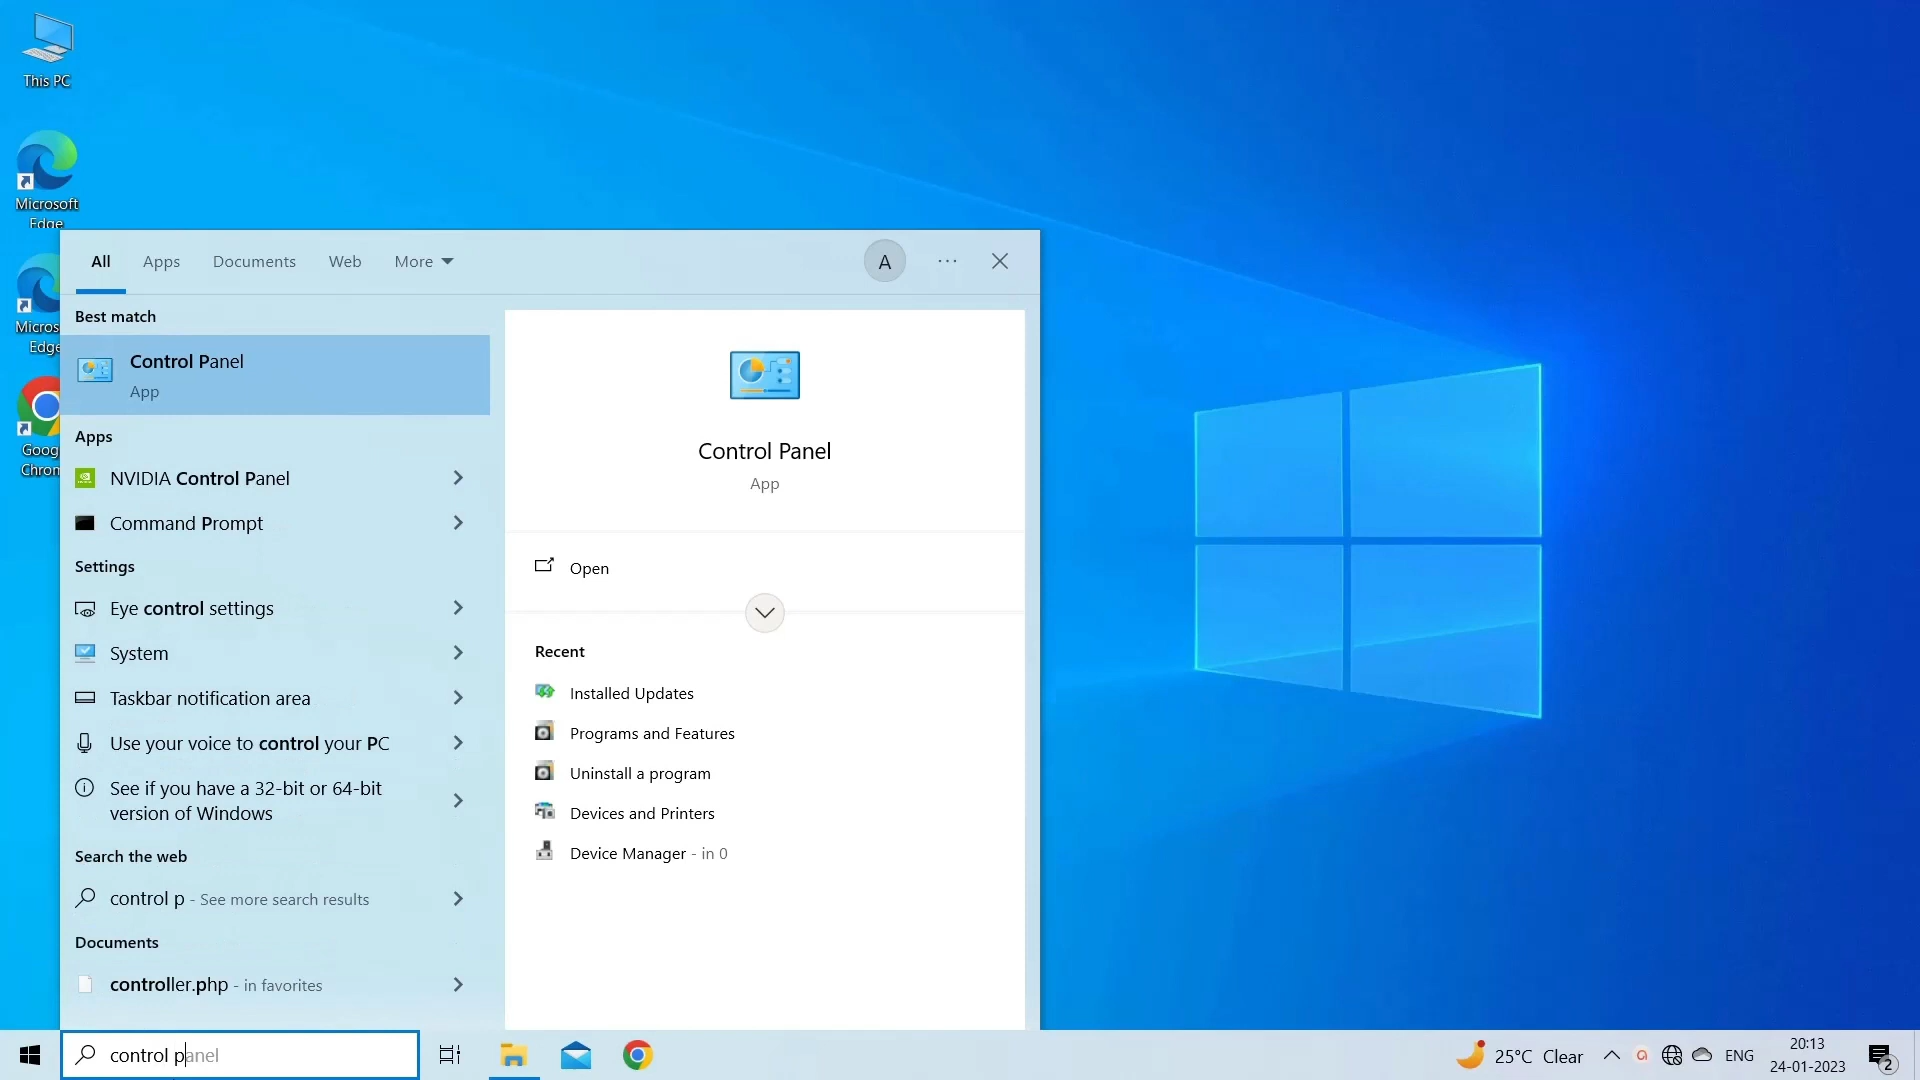 This PC
Microsoft
Edge
Micros
Edge
Goog
Chrom
All
Apps
Documents
Web
More
A
Best match
Control Panel
App
Apps
NVIDIA Control Panel
Command Prompt
Settings
Eye control settings
System
Taskbar notification area
Use your voice to control your PC
See if you have a 32-bit or 64-bit
version of Windows
Search the web
control p - See more search results
Documents
controller.php - in favorites
Control Panel
App
Open
Recent
Installed Updates
Programs and Features
Uninstall a program
Devices and Printers
Device Manager - in 0
control panel
25°C Clear
ENG
20:13
24-01-2023
2